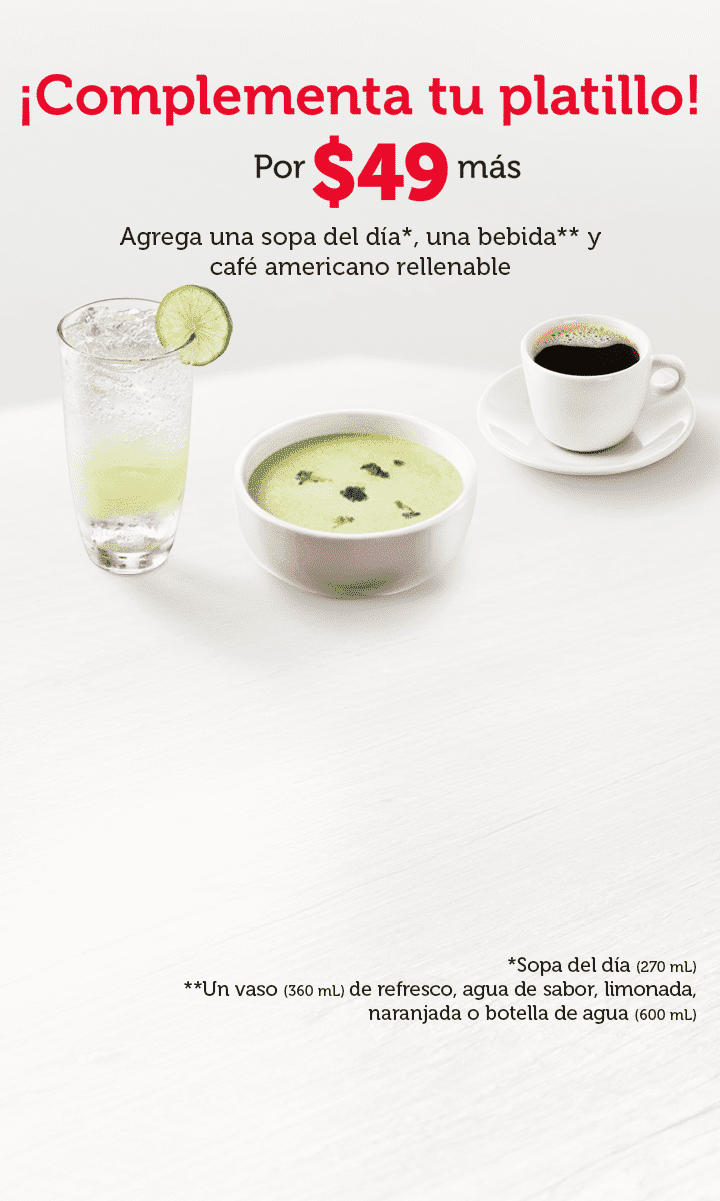 ¡Complementa tu platillo!
Por $49 más
Agrega una sopa del día*, una bebida** y
café americano rellenable
*Sopa del día (270 mL)
**Un vaso (360 mL) de refresco, agua de sabor, limonada,
naranjada o botella de agua (600 mL)